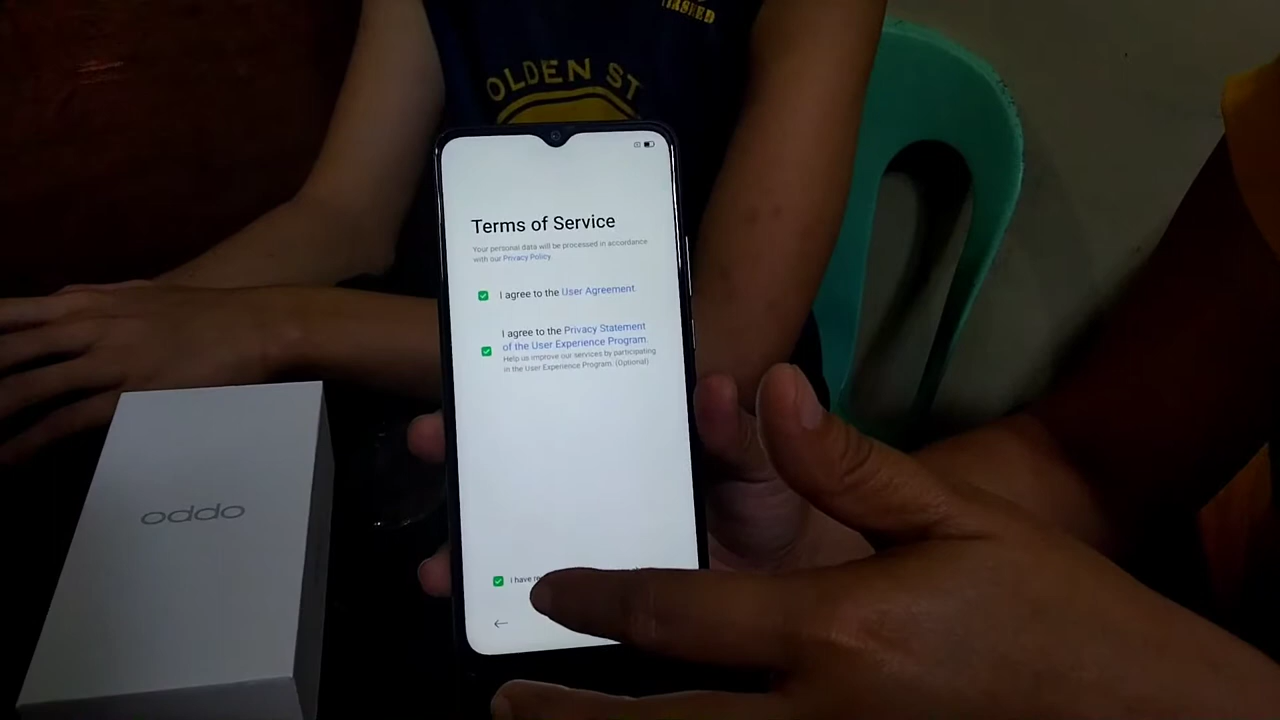 OLDEN ST
Terms of Service
Your personal data will be processed in accordance
with our Privacy Policy.
I agree to the User Agreement.
I agree to the Privacy Statement
of the User Experience Program.
Help us improve our services by participating
in the User Experience Program. (Optional)
I have
oppo